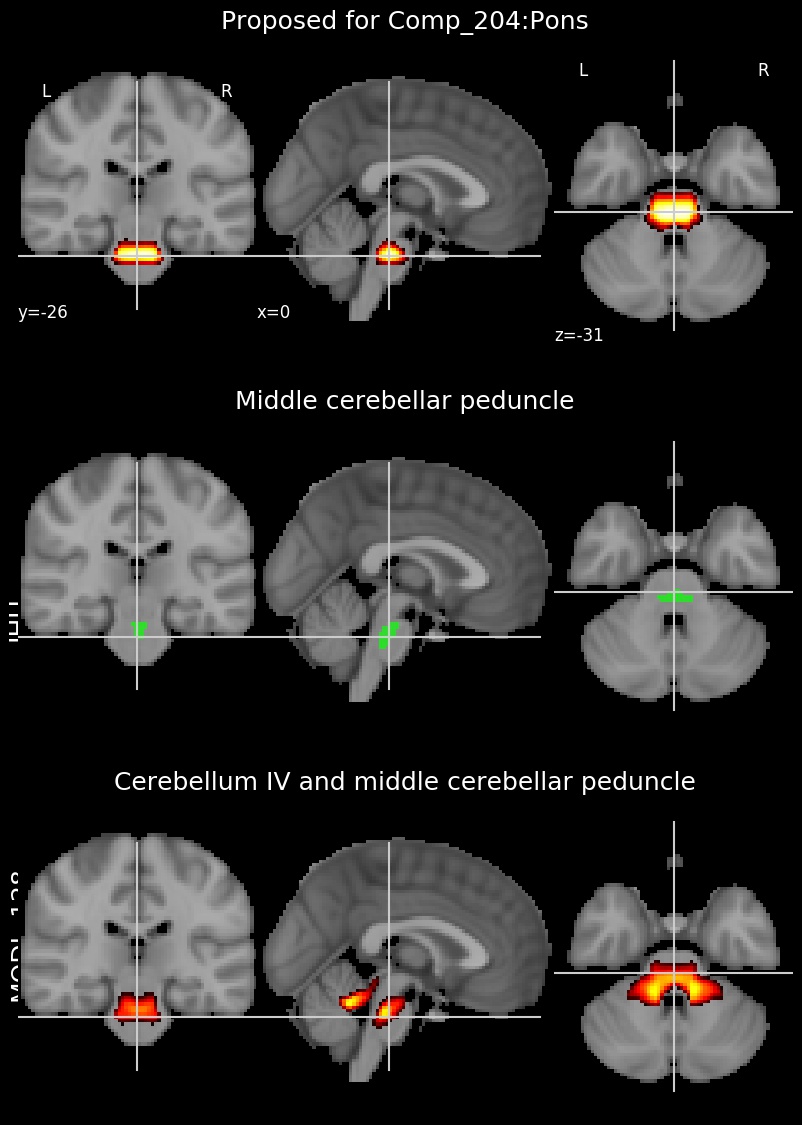 Proposed for Comp_204:Pons
L R
L R
y=-26
x=0
z=-31
Middle cerebellar peduncle
Cerebellum IV and middle cerebellar peduncle